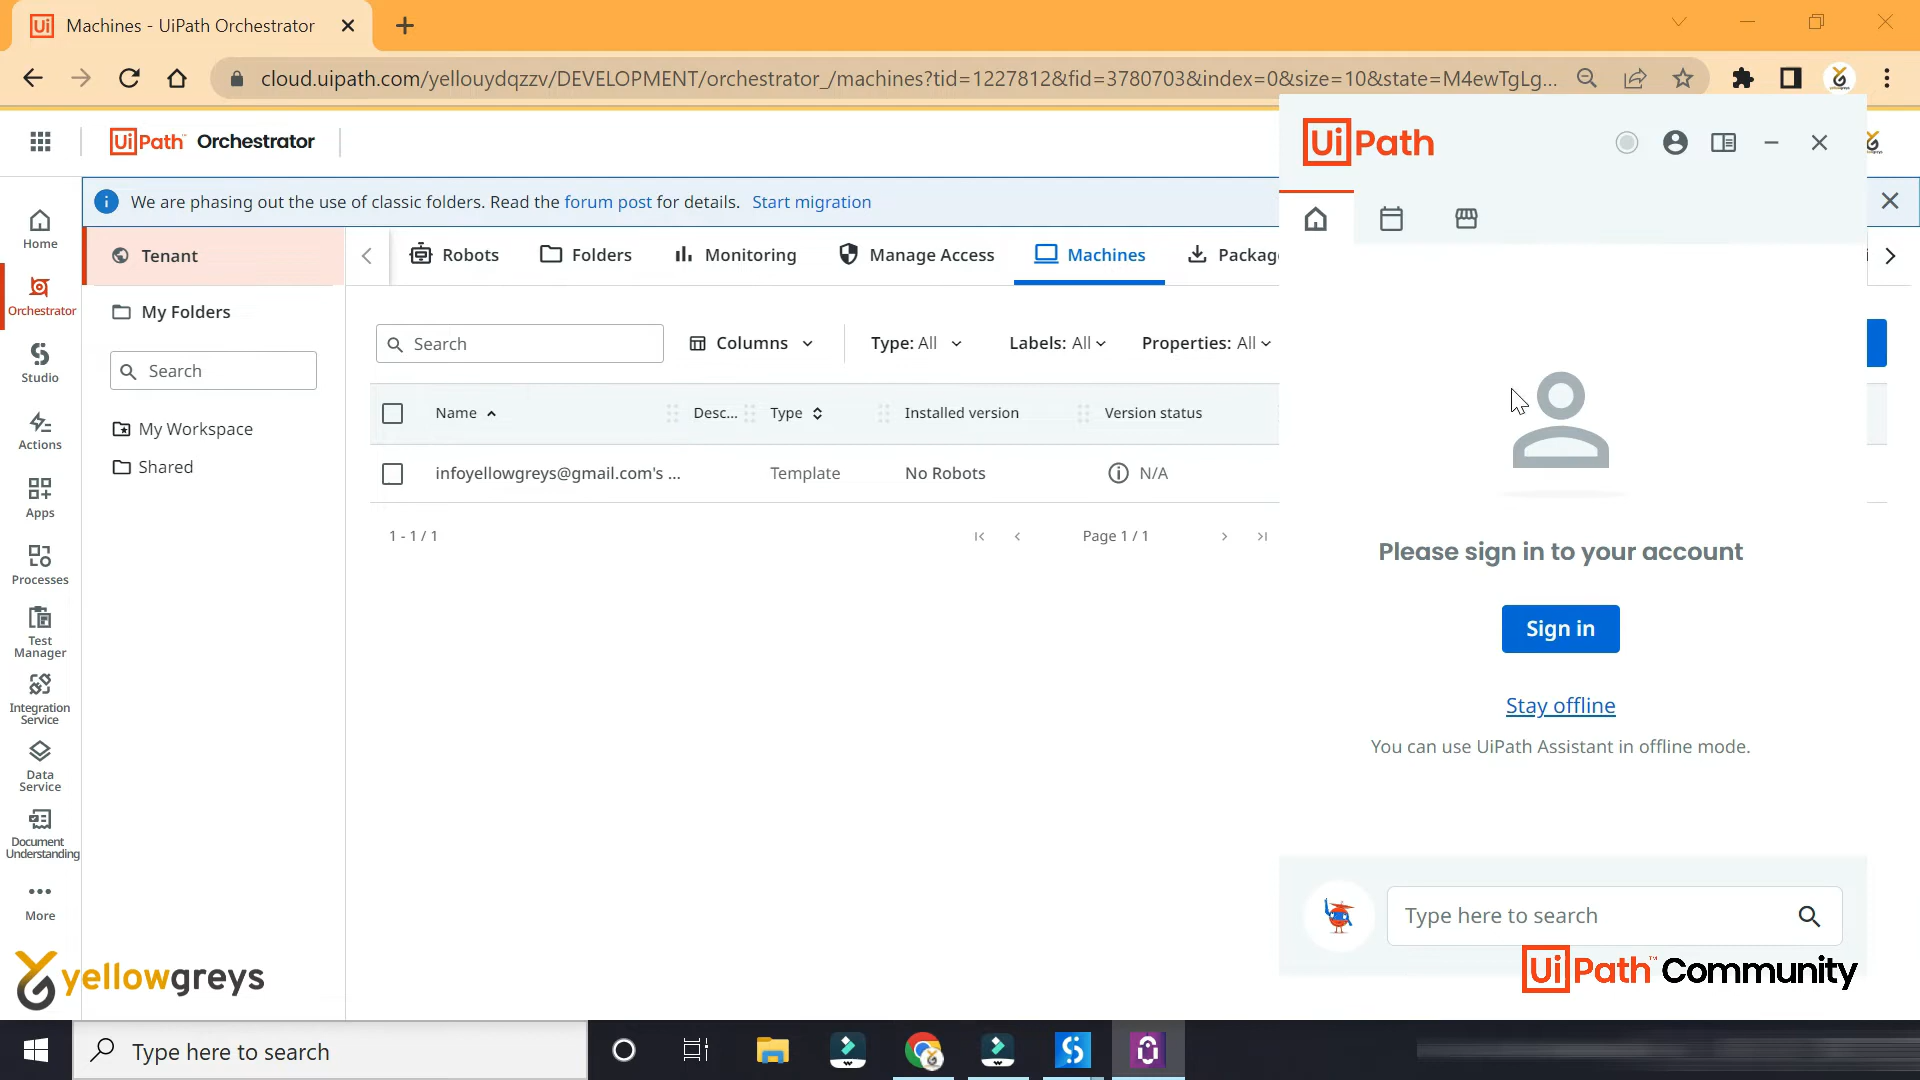 Machines - UiPath Orchestrator
cloud.uipath.com/yellouydqzzv/DEVELOPMENT/orchestrator_/machines?tid=1227812&fid=3780703&index=0&size=10&state=M4ewTgLg...
UiPath™ Orchestrator
UiPath
We are phasing out the use of classic folders. Read the forum post for details. Start migration
Home
Orchestrator
Studio
Actions
Apps
Processes
Test
Manager
Integration
Service
Data
Service
Document
Understanding
More
Tenant
My Folders
Search
My Workspace
Shared
Robots
Folders
Monitoring
Manage Access
Machines
Packag
Search
Columns
Type: All
Labels: All
Properties: All
Name
Desc...
Type
Installed version
Version status
infoyellowgreys@gmail.com's ...
Template
No Robots
N/A
1 - 1 / 1
Page 1 / 1
Please sign in to your account
Sign in
Stay offline
You can use UiPath Assistant in offline mode.
Type here to search
UiPath™ Community
yellowgreys
Type here to search